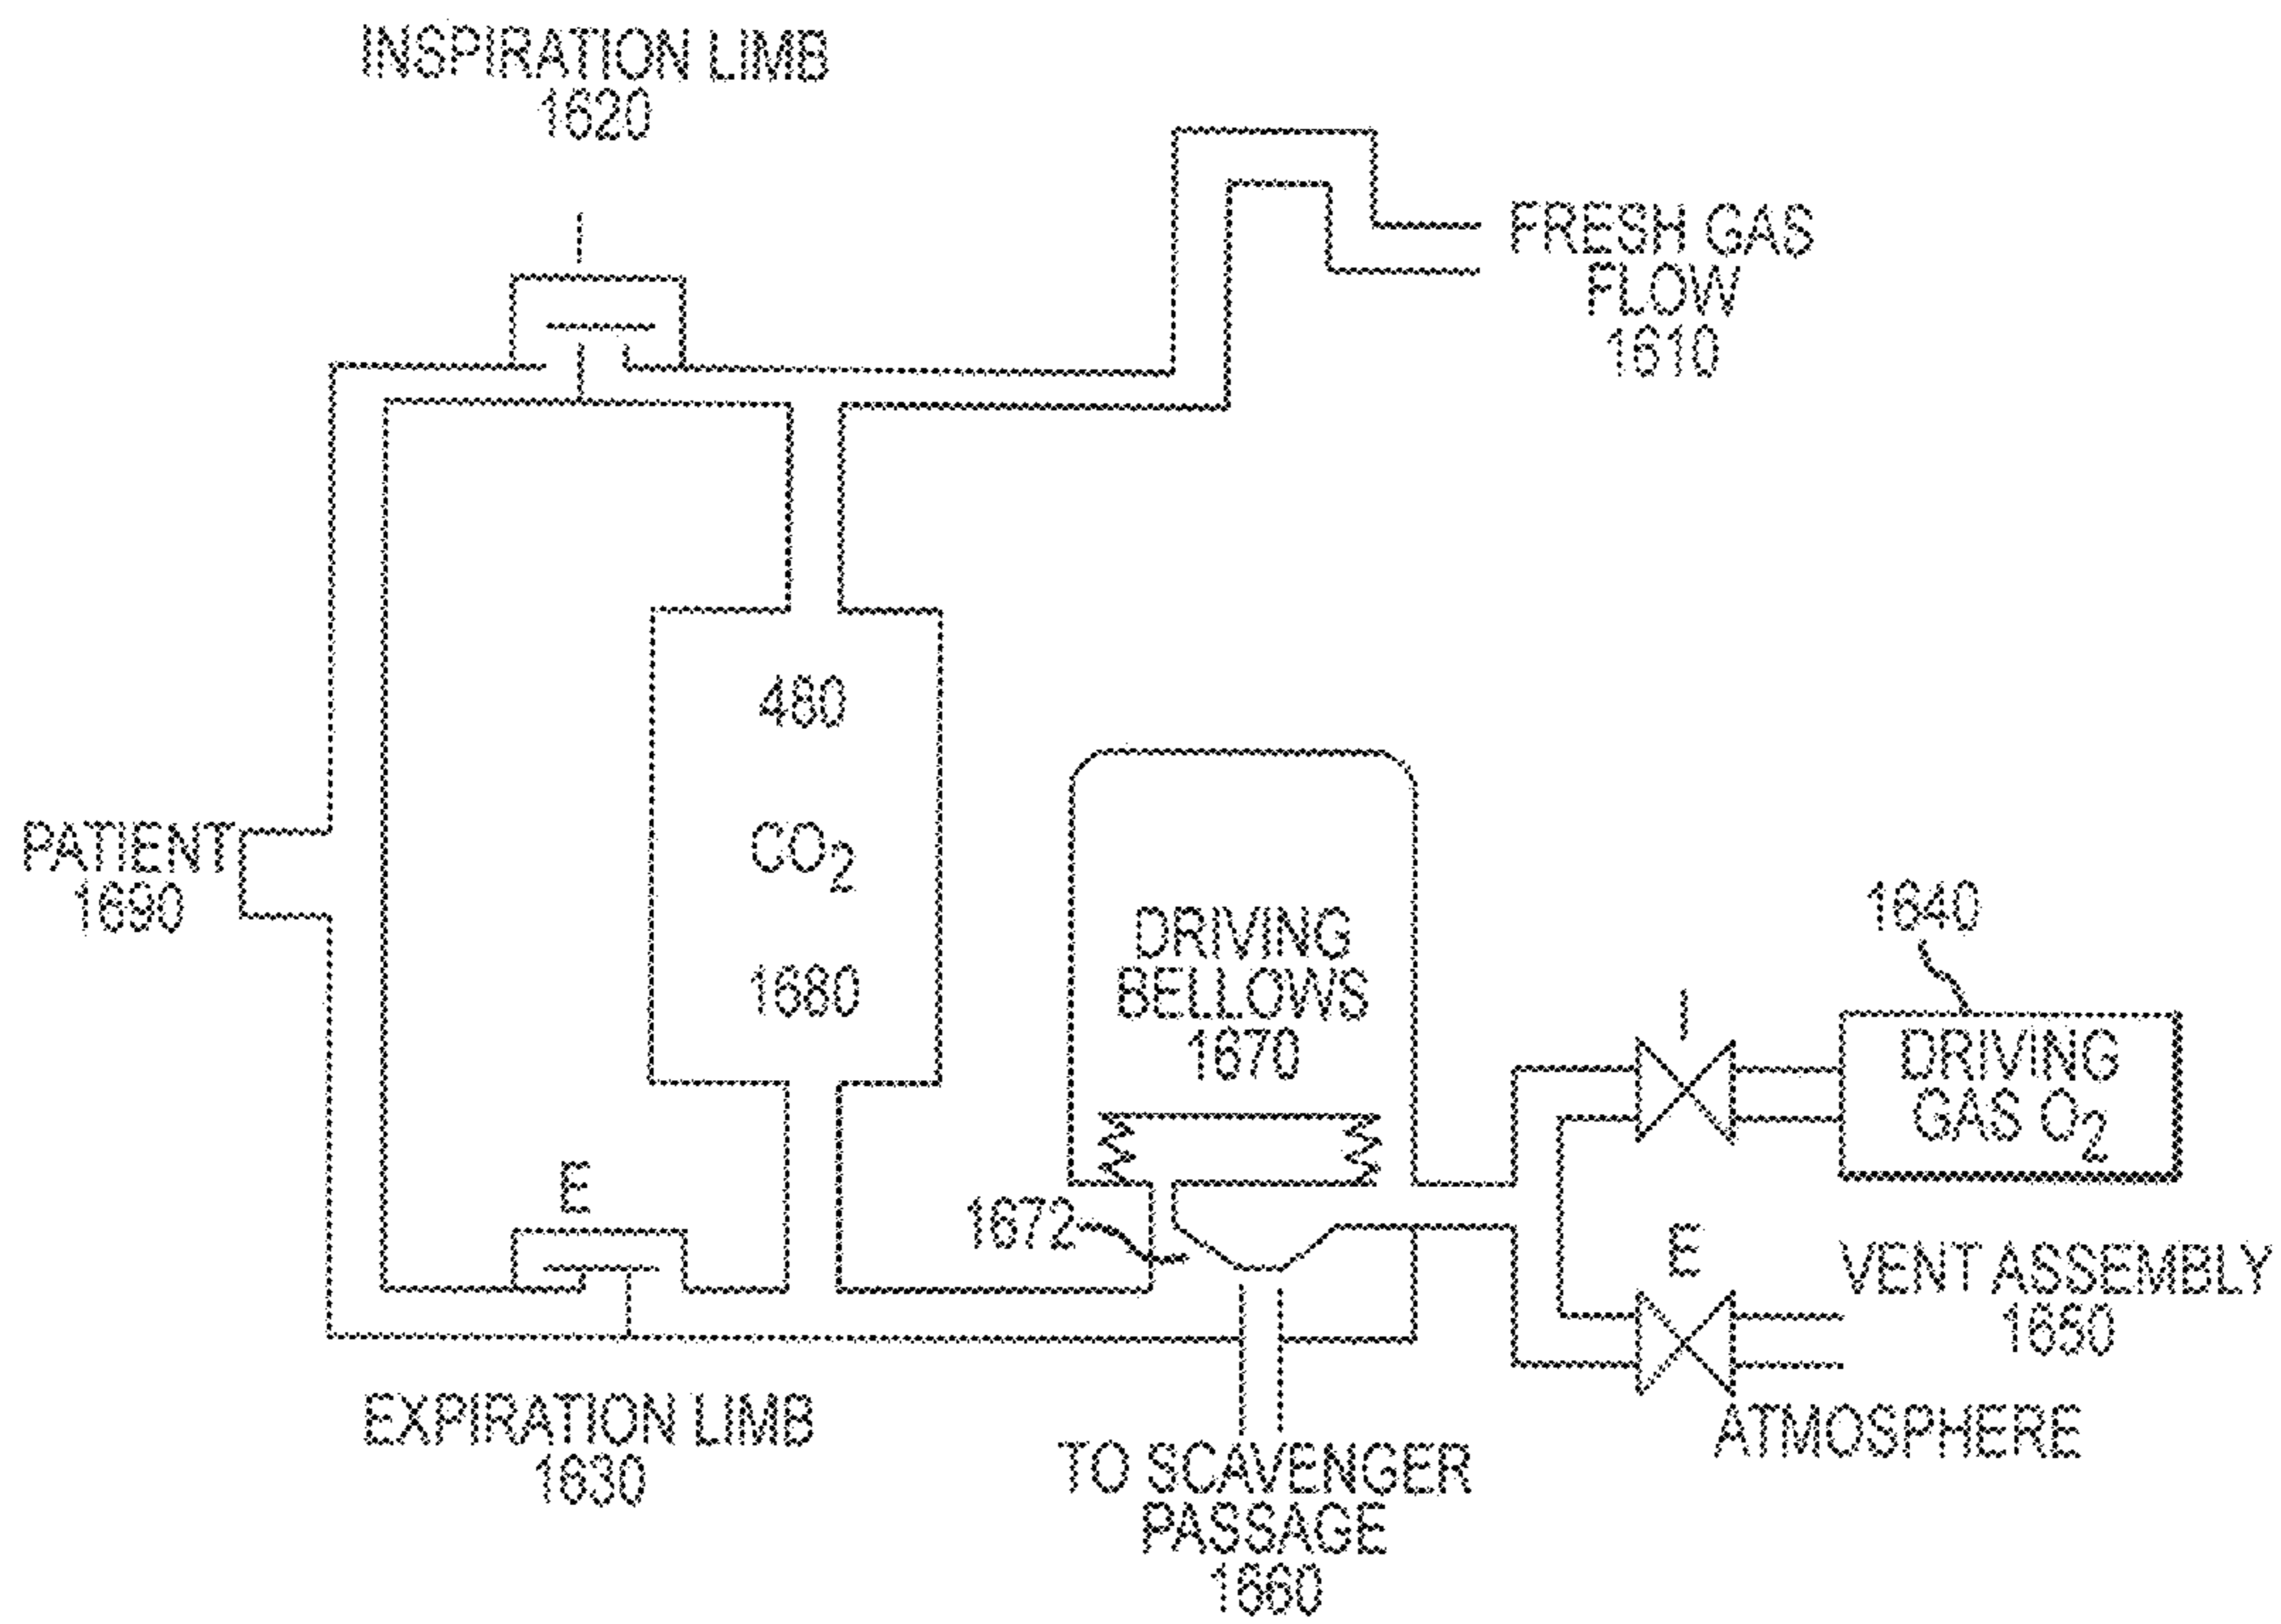 INSPIRATION LIMB
1620
I
FRESH GAS
FLOW
1610
480
CO2
1680
PATIENT
1690
DRIVING
BELLOWS
1670
1640
I
DRIVING
GAS O2
E
1672
E
VENT ASSEMBLY
1650
ATMOSPHERE
EXPIRATION LIMB
1630
TO SCAVENGER
PASSAGE
1660